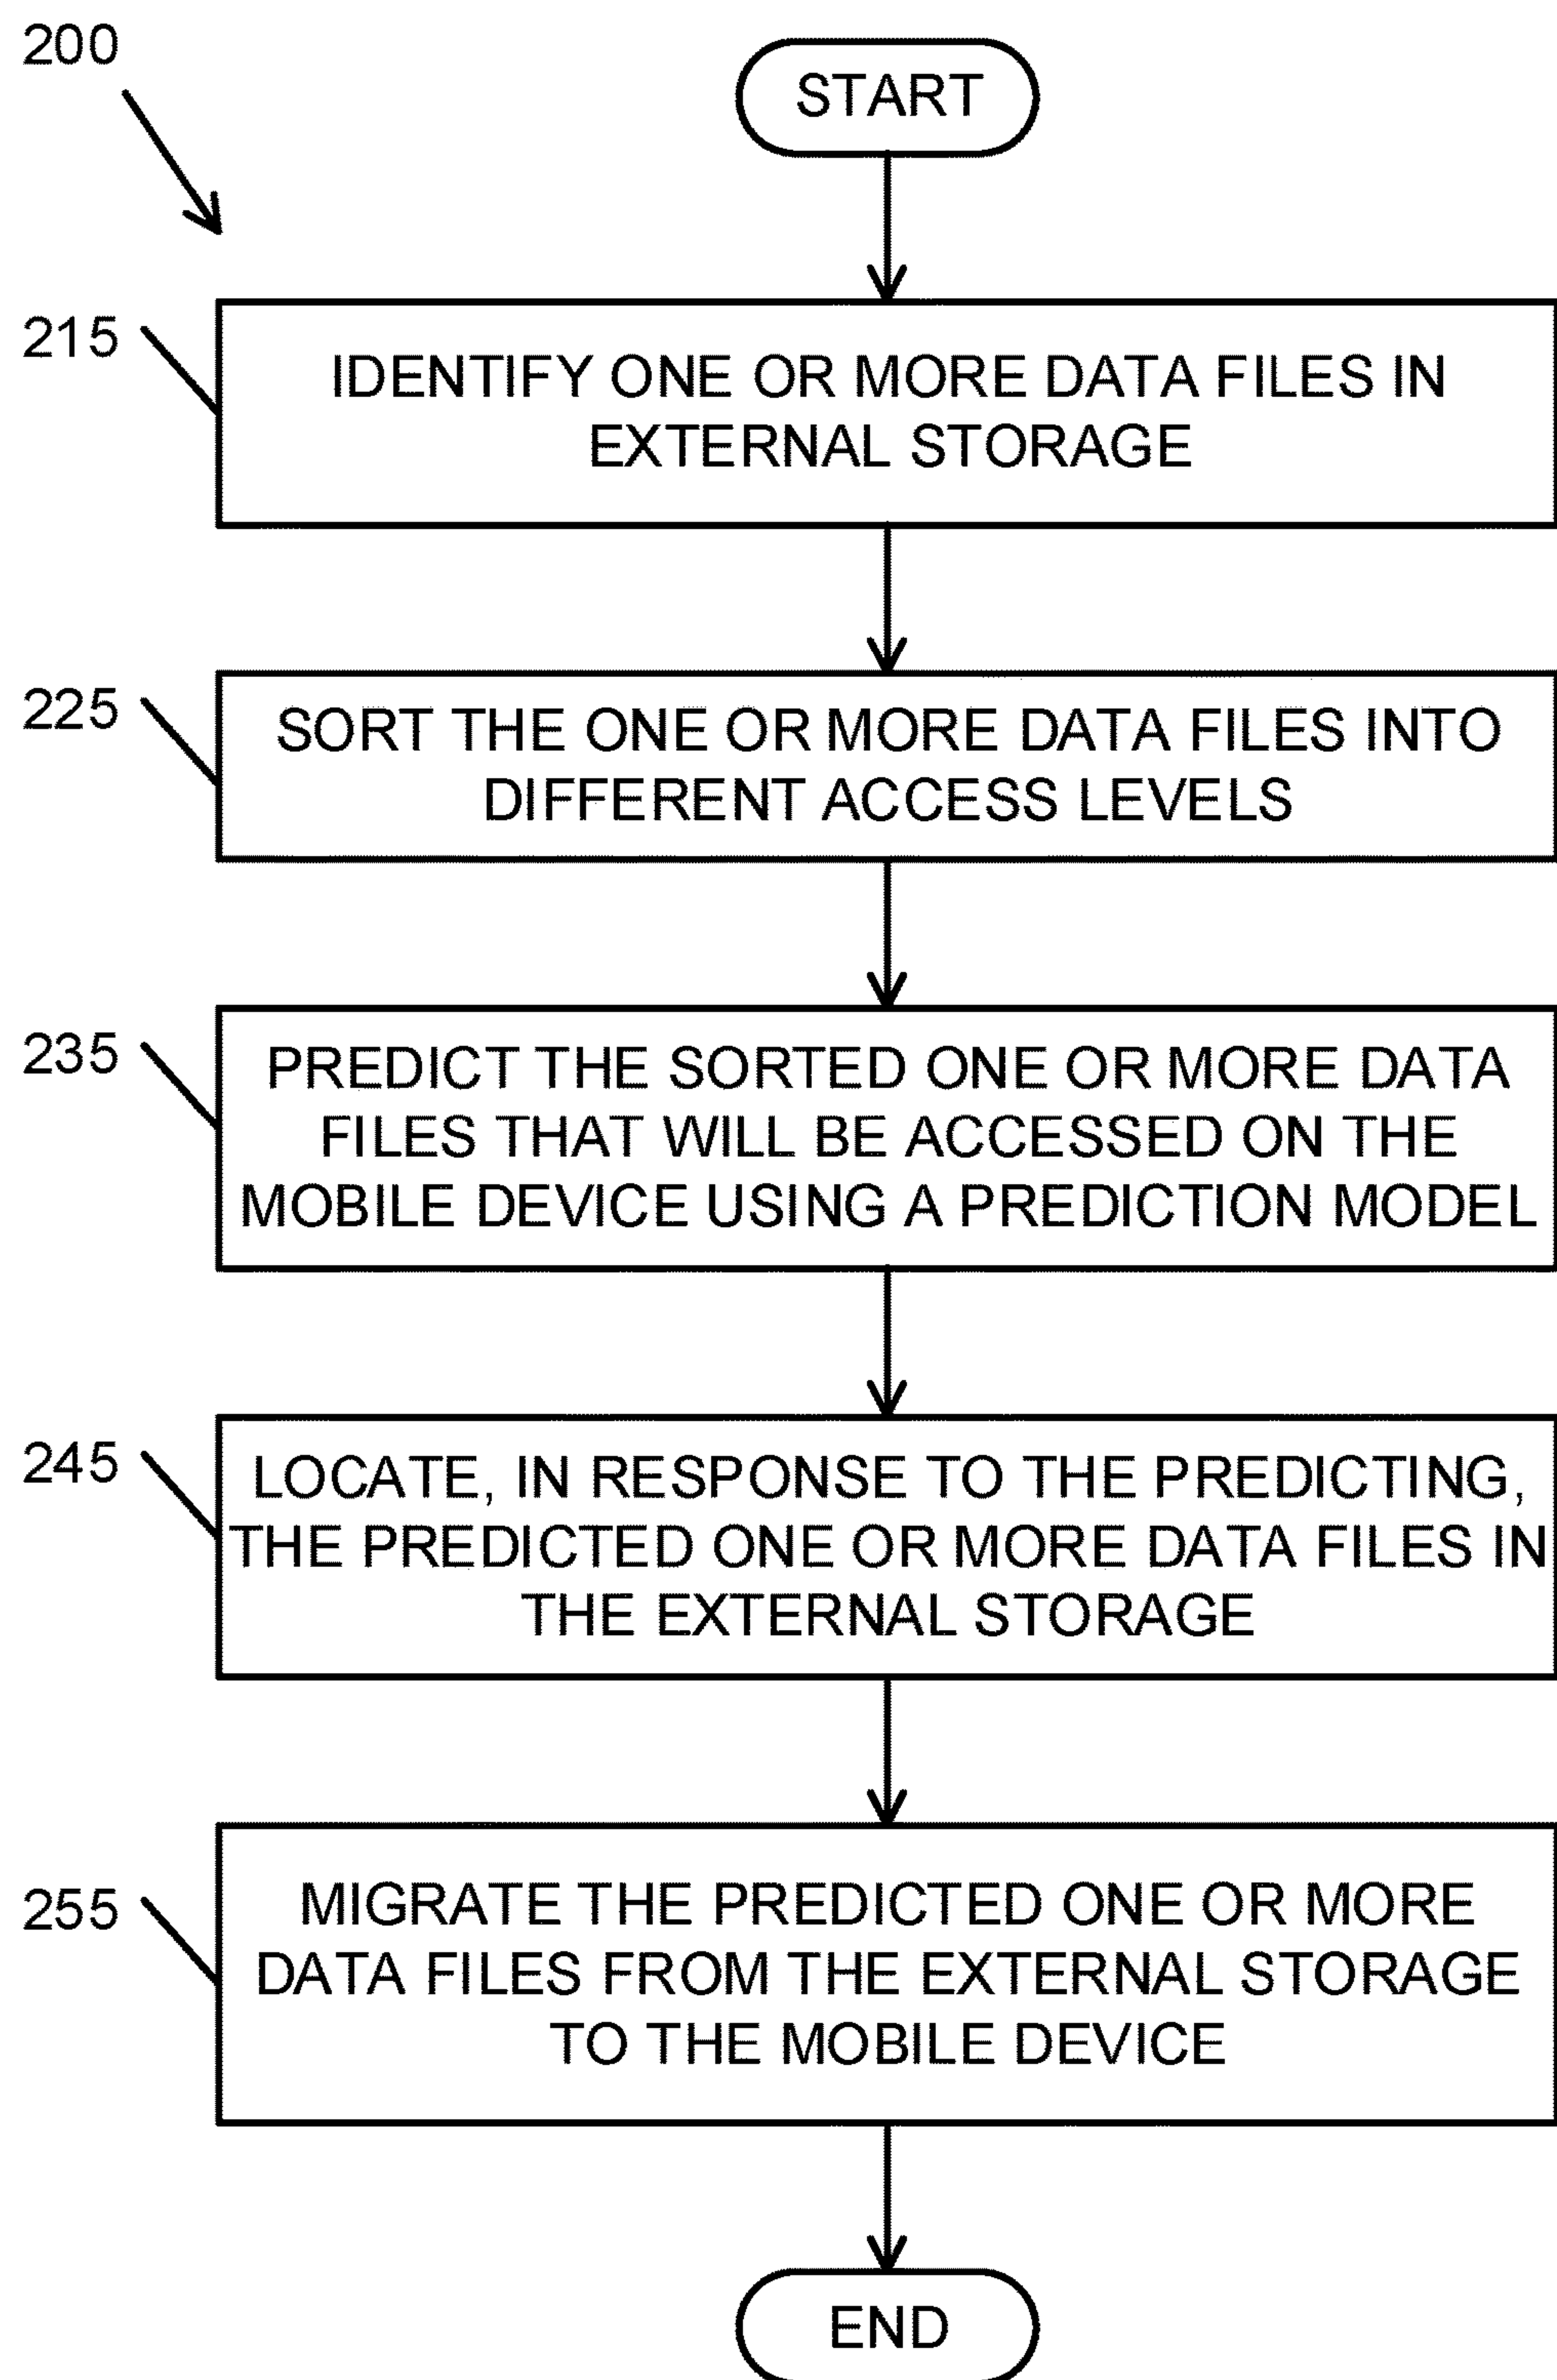 200
START
215
IDENTIFY ONE OR MORE DATA FILES IN
EXTERNAL STORAGE
225
SORT THE ONE OR MORE DATA FILES INTO
DIFFERENT ACCESS LEVELS
235
PREDICT THE SORTED ONE OR MORE DATA
FILES THAT WILL BE ACCESSED ON THE
MOBILE DEVICE USING A PREDICTION MODEL
245
LOCATE, IN RESPONSE TO THE PREDICTING,
THE PREDICTED ONE OR MORE DATA FILES IN
THE EXTERNAL STORAGE
255
MIGRATE THE PREDICTED ONE OR MORE
DATA FILES FROM THE EXTERNAL STORAGE
TO THE MOBILE DEVICE
END